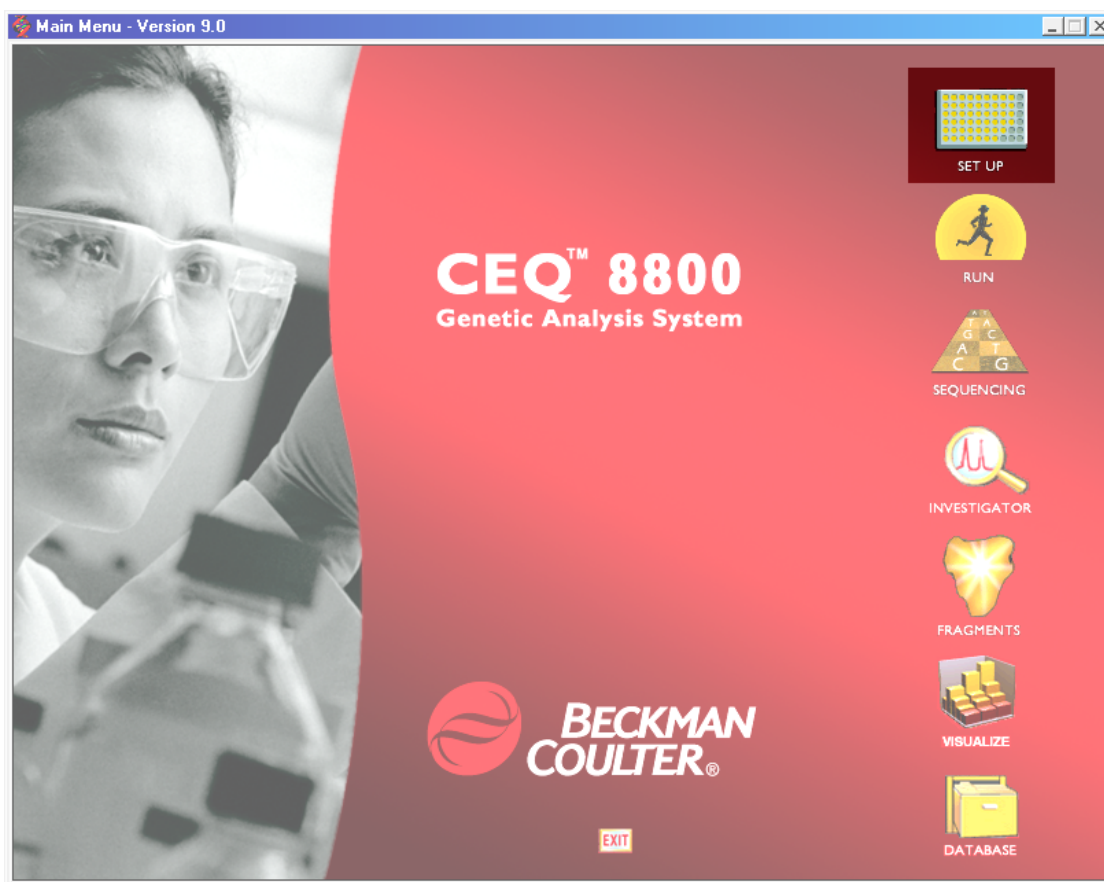 Main Menu - Version 9.0
SET UP
CEQ™ 8800
Genetic Analysis System
RUN
T A
G C
A T
C G
SEQUENCING
INVESTIGATOR
FRAGMENTS
BECKMAN
COULTER®
VISUALIZE
EXIT
DATABASE